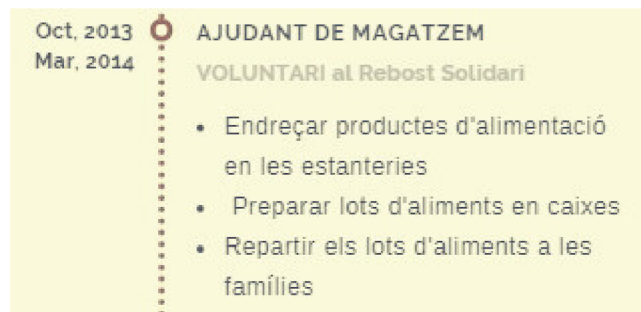 Oct, 2013
Mar, 2014
AJUDANT DE MAGATZEM
VOLUNTARI al Rebost Solidari
• Endreçar productes d'alimentació
en les estanteries
• Preparar lots d'aliments en caixes
• Repartir els lots d'aliments a les
famílies